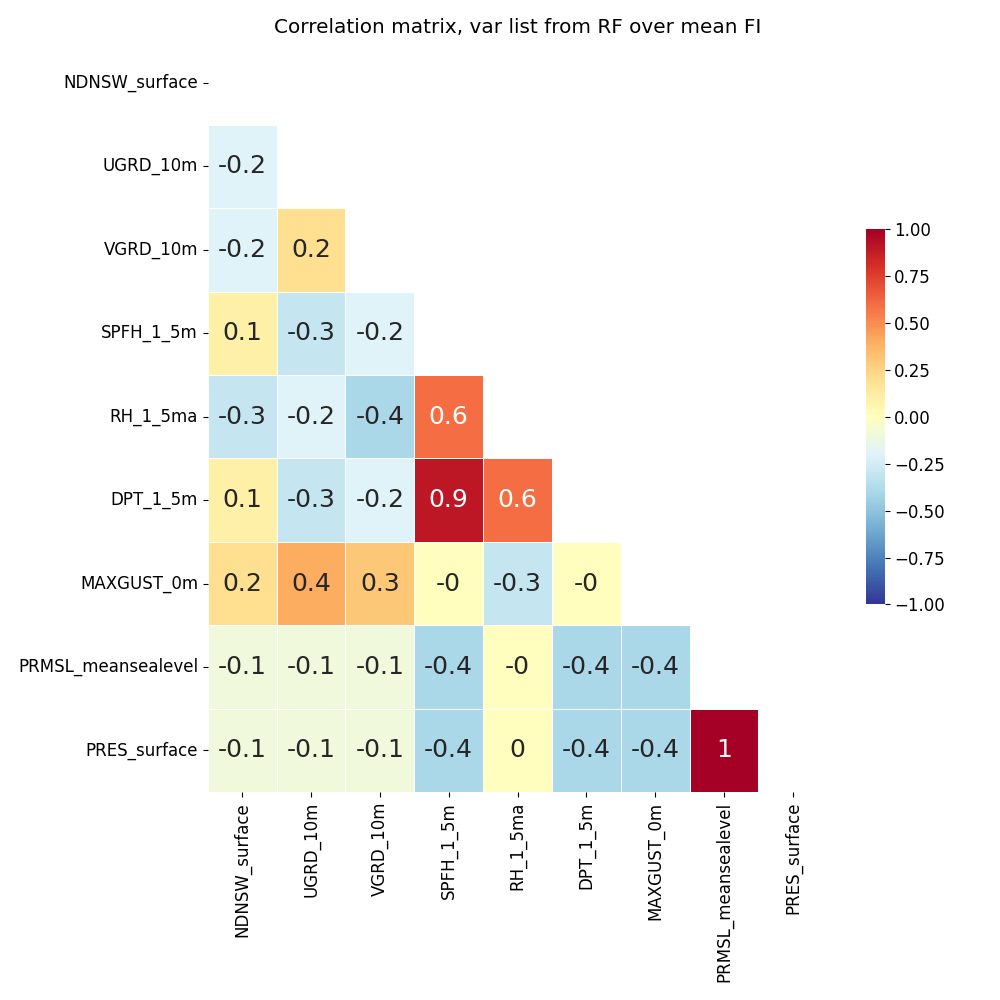 Correlation matrix, var list from RF over mean FI
NDNSW_surface
UGRD_10m -0.2
VGRD_10m -0.2 0.2
SPFH_1_5m 0.1 -0.3 -0.2
RH_1_5ma -0.3 -0.2 -0.4 0.6
DPT_1_5m 0.1 -0.3 -0.2 0.9 0.6
MAXGUST_0m 0.2 0.4 0.3 -0 -0.3 -0
PRMSL_meansealevel -0.1 -0.1 -0.1 -0.4 -0 -0.4 -0.4
PRES_surface -0.1 -0.1 -0.1 -0.4 0 -0.4 -0.4 1
NDNSW_surface
UGRD_10m
VGRD_10m
SPFH_1_5m
RH_1_5ma
DPT_1_5m
MAXGUST_0m
PRMSL_meansealevel
PRES_surface
1.00
0.75
0.50
0.25
0.00
−0.25
−0.50
−0.75
−1.00